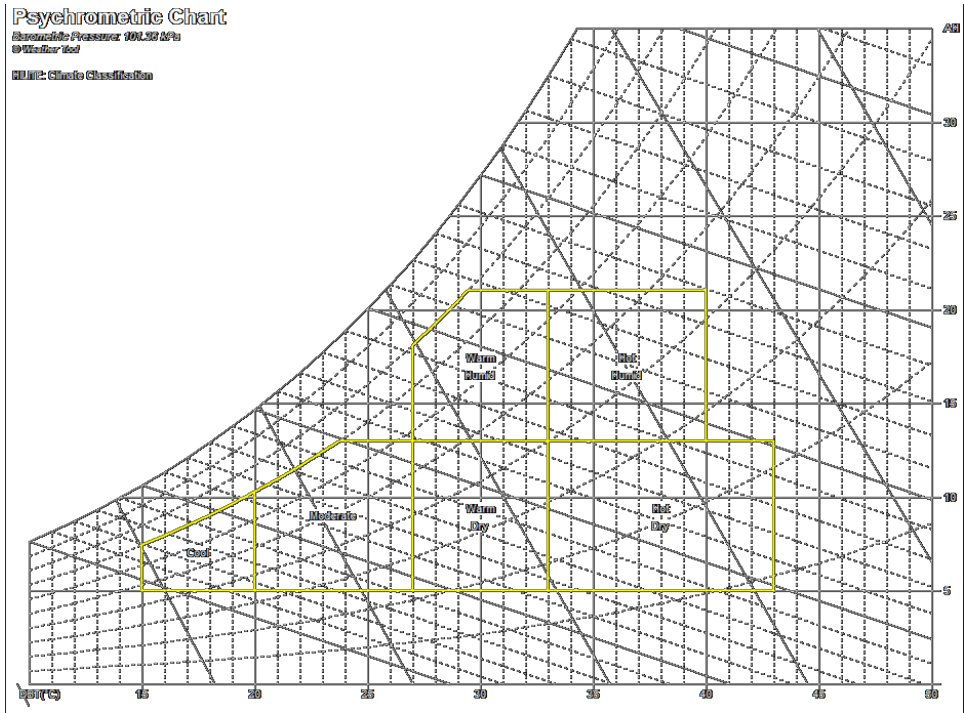 Psychrometric Chart
Barometric Pressure: 101.36 kPa
© Weather Tool
Climate Classification
AH
30
25
20
Warm
Humid
Hot
Humid
15
10
Moderate
Warm
Dry
Hot
Dry
Cool
5
DBT(°C)
15
20
25
30
35
40
45
50